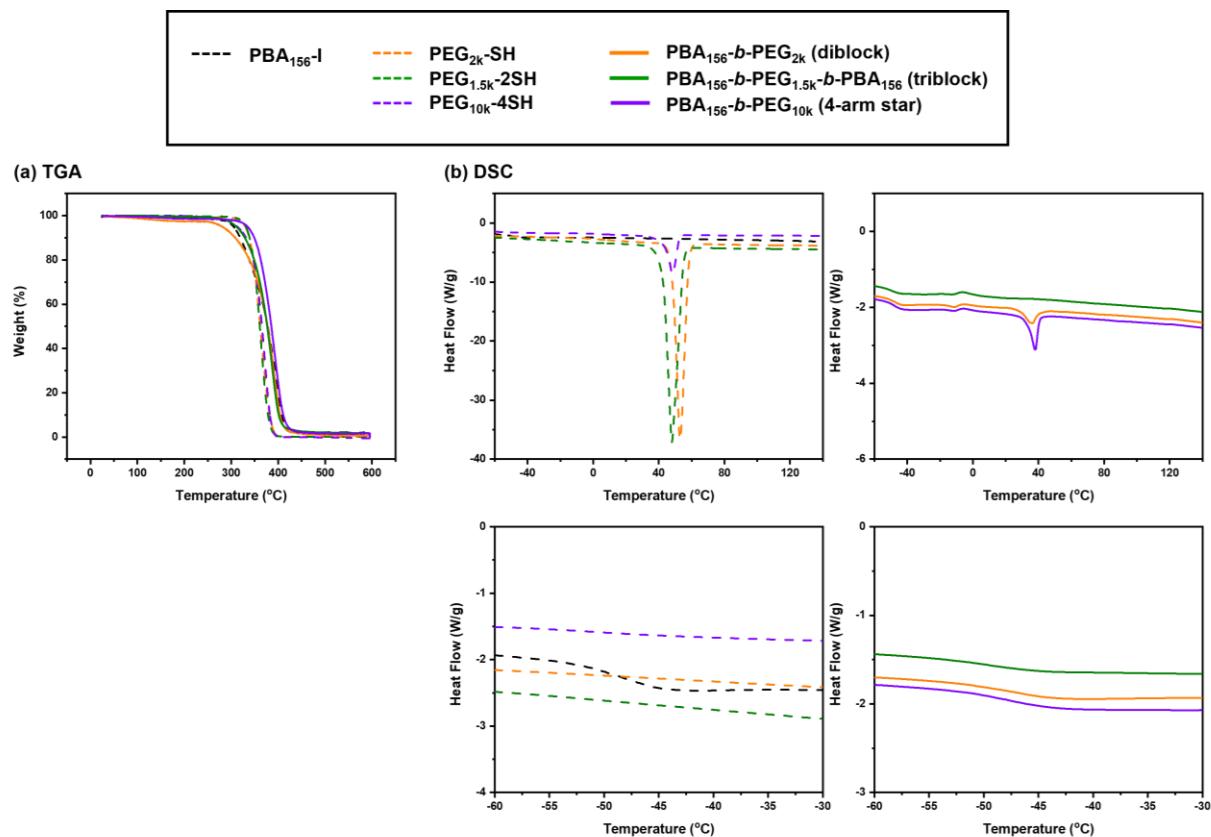 PBA₁₅₆-I
PEG₂ₖ-SH
PEG₁.₅ₖ-2SH
PEG₁₀ₖ-4SH
PBA₁₅₆-b-PEG₂ₖ (diblock)
PBA₁₅₆-b-PEG₁.₅ₖ-b-PBA₁₅₆ (triblock)
PBA₁₅₆-b-PEG₁₀ₖ (4-arm star)
(a) TGA
Weight (%)
100
80
60
40
20
0
0 100 200 300 400 500 600
Temperature (°C)
(b) DSC
Heat Flow (W/g)
0
-10
-20
-30
-40
-40 0 40 80 120
Temperature (°C)
Heat Flow (W/g)
0
-2
-4
-6
-40 0 40 80 120
Temperature (°C)
Heat Flow (W/g)
0
-1
-2
-3
-4
-60 -55 -50 -45 -40 -35 -30
Temperature (°C)
Heat Flow (W/g)
0
-1
-2
-3
-60 -55 -50 -45 -40 -35 -30
Temperature (°C)